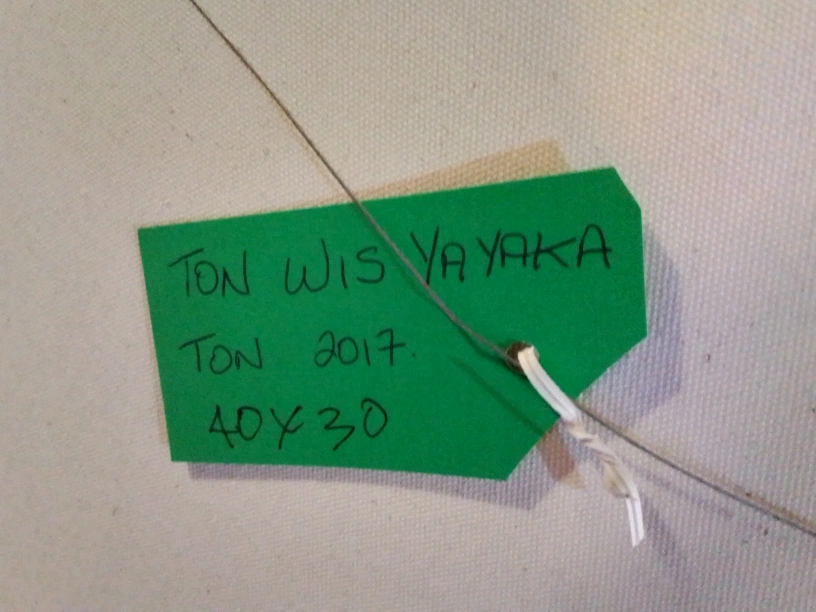 TON WIS YAYAKA
TON 2017.
40X30